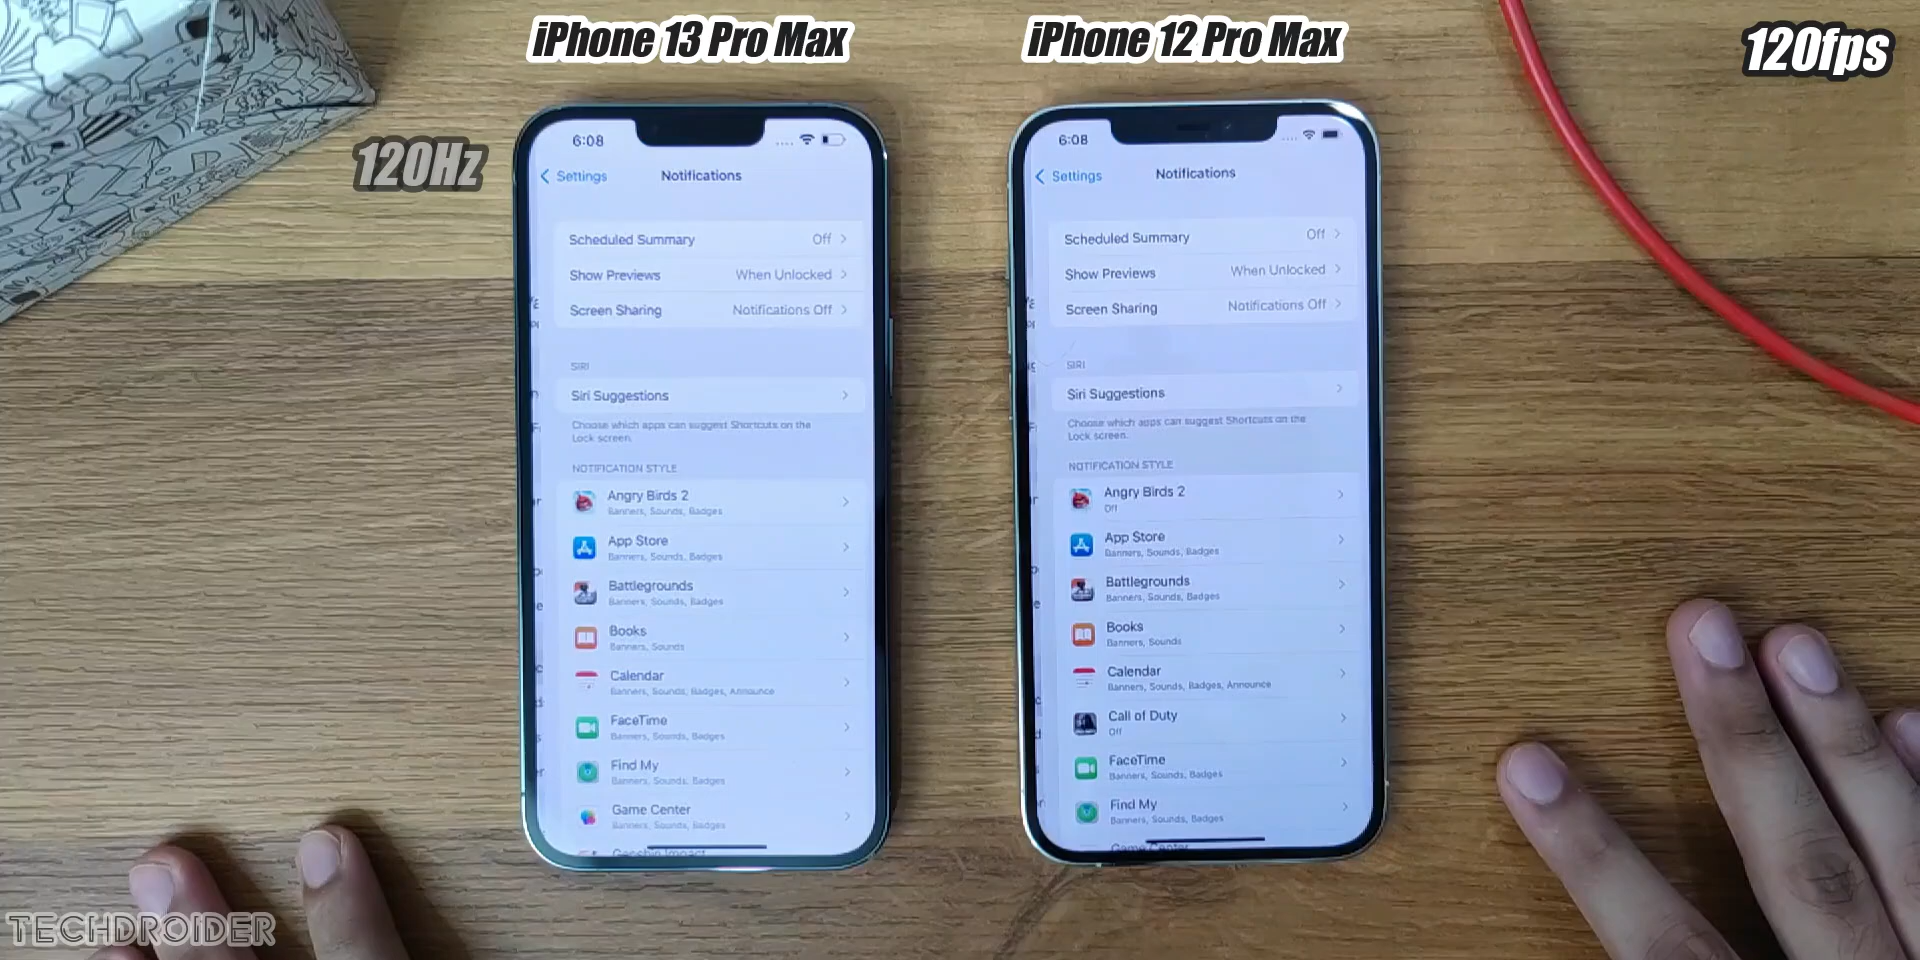 iPhone 13 Pro Max
iPhone 12 Pro Max
120fps
120Hz
6:08
Settings
Notifications
Scheduled Summary Off
Show Previews When Unlocked
Screen Sharing Notifications Off
SIRI
Siri Suggestions
Choose which apps can suggest Shortcuts on the
Lock screen.
NOTIFICATION STYLE
Angry Birds 2
Banners, Sounds, Badges
App Store
Banners, Sounds, Badges
Battlegrounds
Banners, Sounds, Badges
Books
Banners, Sounds
Calendar
Banners, Sounds, Badges, Announce
FaceTime
Banners, Sounds, Badges
Find My
Banners, Sounds, Badges
Game Center
Banners, Sounds, Badges
Genshin Impact
6:08
Settings
Notifications
Scheduled Summary Off
Show Previews When Unlocked
Screen Sharing Notifications Off
SIRI
Siri Suggestions
Choose which apps can suggest Shortcuts on the
Lock screen.
NOTIFICATION STYLE
Angry Birds 2
Off
App Store
Banners, Sounds, Badges
Battlegrounds
Banners, Sounds, Badges
Books
Banners, Sounds
Calendar
Banners, Sounds, Badges, Announce
Call of Duty
Off
FaceTime
Banners, Sounds, Badges
Find My
Banners, Sounds, Badges
Game Center
TECHDROIDER